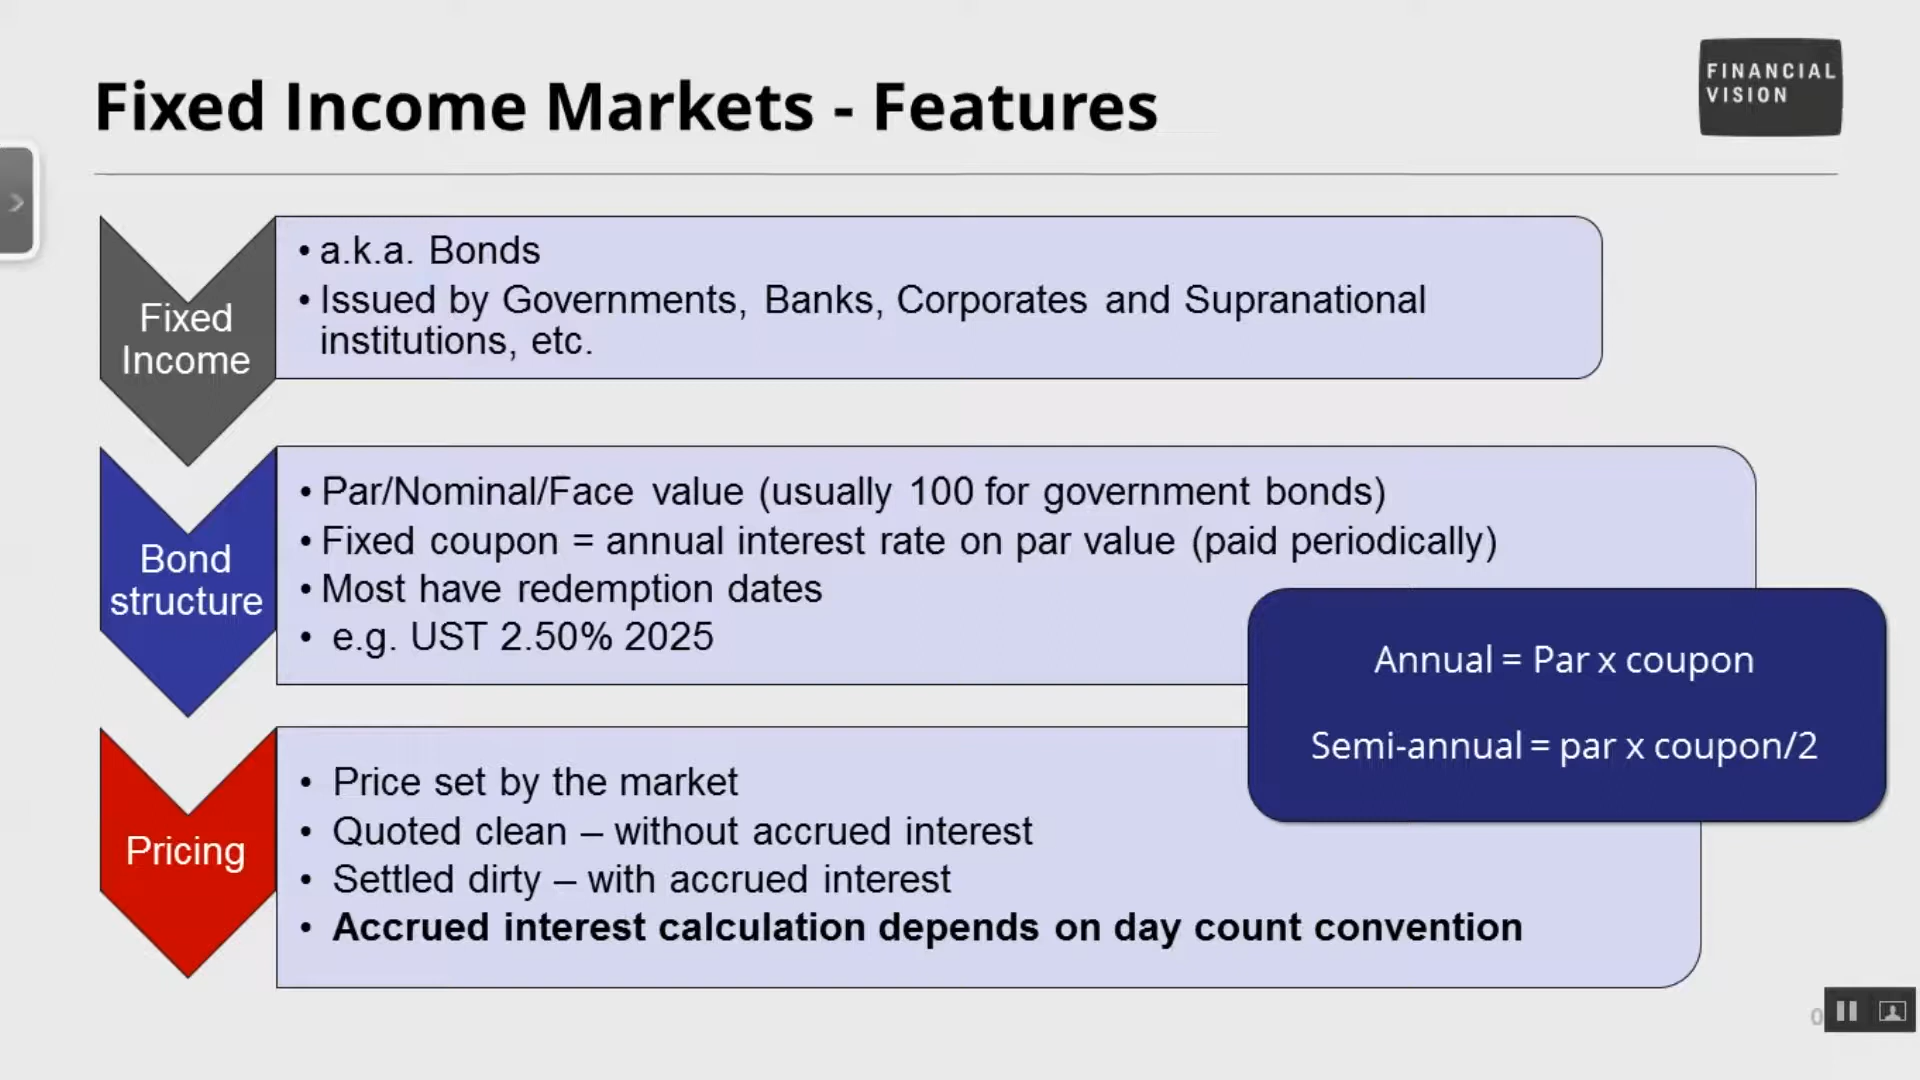 Fixed Income Markets - Features
FINANCIAL
VISION
Fixed
Income
• a.k.a. Bonds
• Issued by Governments, Banks, Corporates and Supranational
institutions, etc.
Bond
structure
• Par/Nominal/Face value (usually 100 for government bonds)
• Fixed coupon = annual interest rate on par value (paid periodically)
• Most have redemption dates
• e.g. UST 2.50% 2025
Annual = Par x coupon
Semi-annual = par x coupon/2
Pricing
• Price set by the market
• Quoted clean – without accrued interest
• Settled dirty – with accrued interest
• Accrued interest calculation depends on day count convention